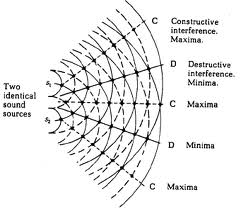 C Constructive
interference.
Maxima.
D Destructive
interference.
Minima.
Two
identical
sound
sources
S₁
S₂
C Maxima
D Minima
C Maxima